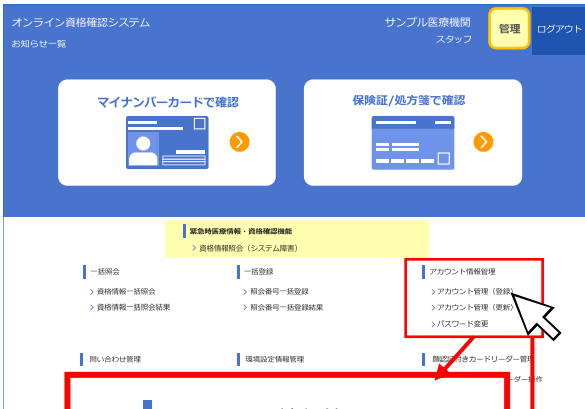 オンライン資格確認システム
サンプル医療機関
管理
ログアウト
お知らせ一覧
スタッフ
マイナンバーカードで確認
保険証/処方箋で確認
緊急時医療情報・資格確認機能
資格情報照会（システム障害）
一括照会
一括登録
アカウント情報管理
資格情報一括照会
照会番号一括登録
アカウント管理（登録）
資格情報一括照会結果
照会番号一括登録結果
アカウント管理（更新）
パスワード変更
問い合わせ管理
環境設定情報管理
顔認証付きカードリーダー管理
ーダー操作